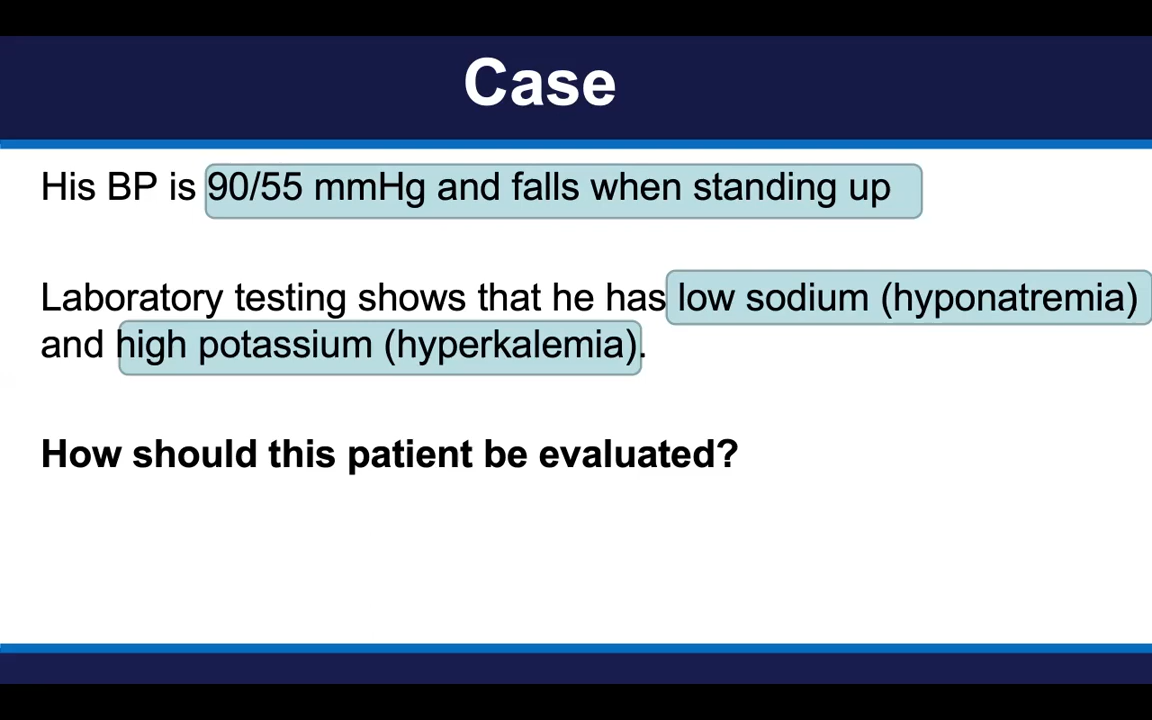 Case
His BP is 90/55 mmHg and falls when standing up
Laboratory testing shows that he has low sodium (hyponatremia)
and high potassium (hyperkalemia).
How should this patient be evaluated?